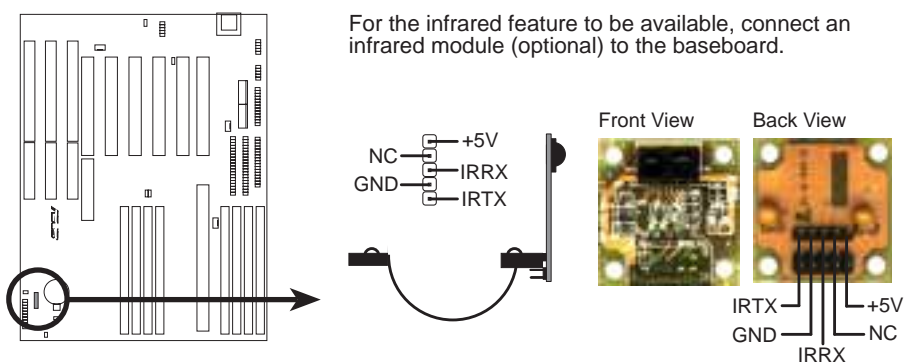 For the infrared feature to be available, connect an
infrared module (optional) to the baseboard.
Front View
Back View
+5V
NC
IRRX
GND
IRTX
IRTX
+5V
GND
NC
IRRX